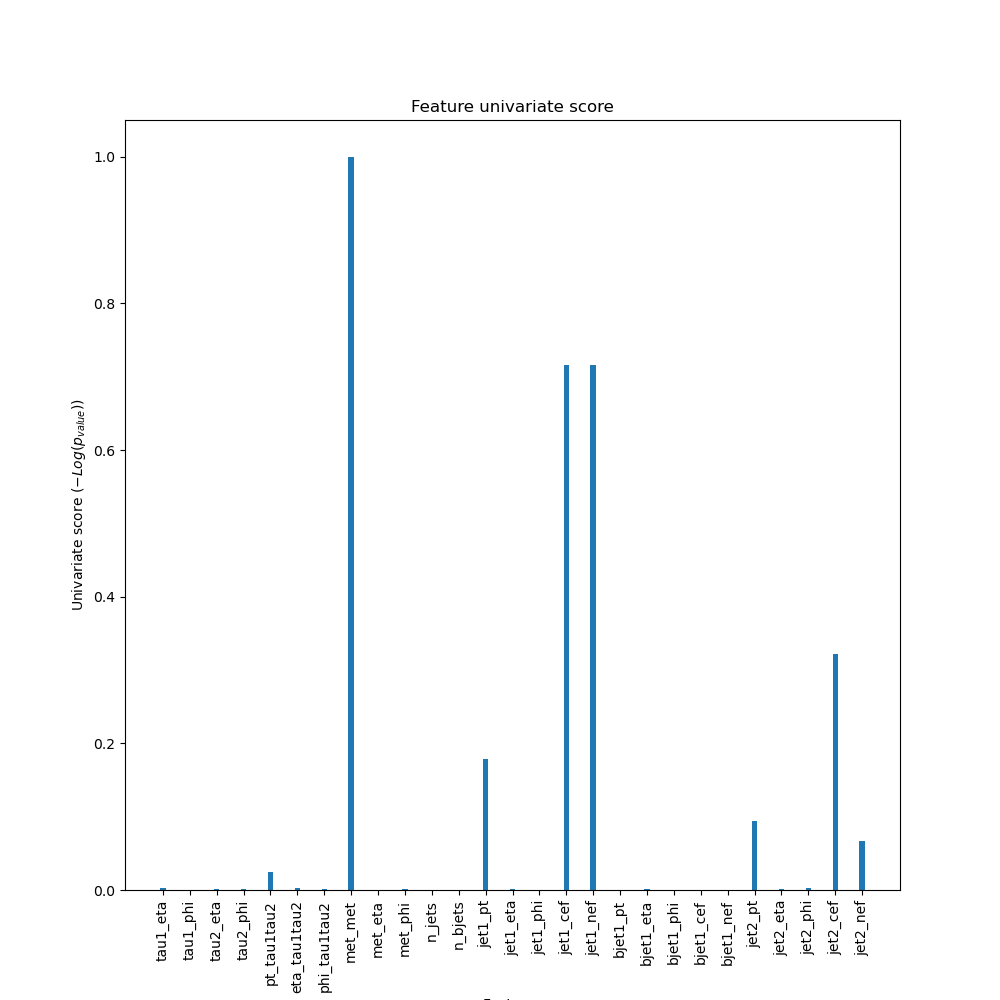 Feature univariate score
Univariate score (−Log(p_value))
1.0
0.8
0.6
0.4
0.2
0.0
tau1_eta
tau1_phi
tau2_eta
tau2_phi
pt_tau1tau2
eta_tau1tau2
phi_tau1tau2
met_met
met_eta
met_phi
n_jets
n_bjets
jet1_pt
jet1_eta
jet1_phi
jet1_cef
jet1_nef
bjet1_pt
bjet1_eta
bjet1_phi
bjet1_cef
bjet1_nef
jet2_pt
jet2_eta
jet2_phi
jet2_cef
jet2_nef